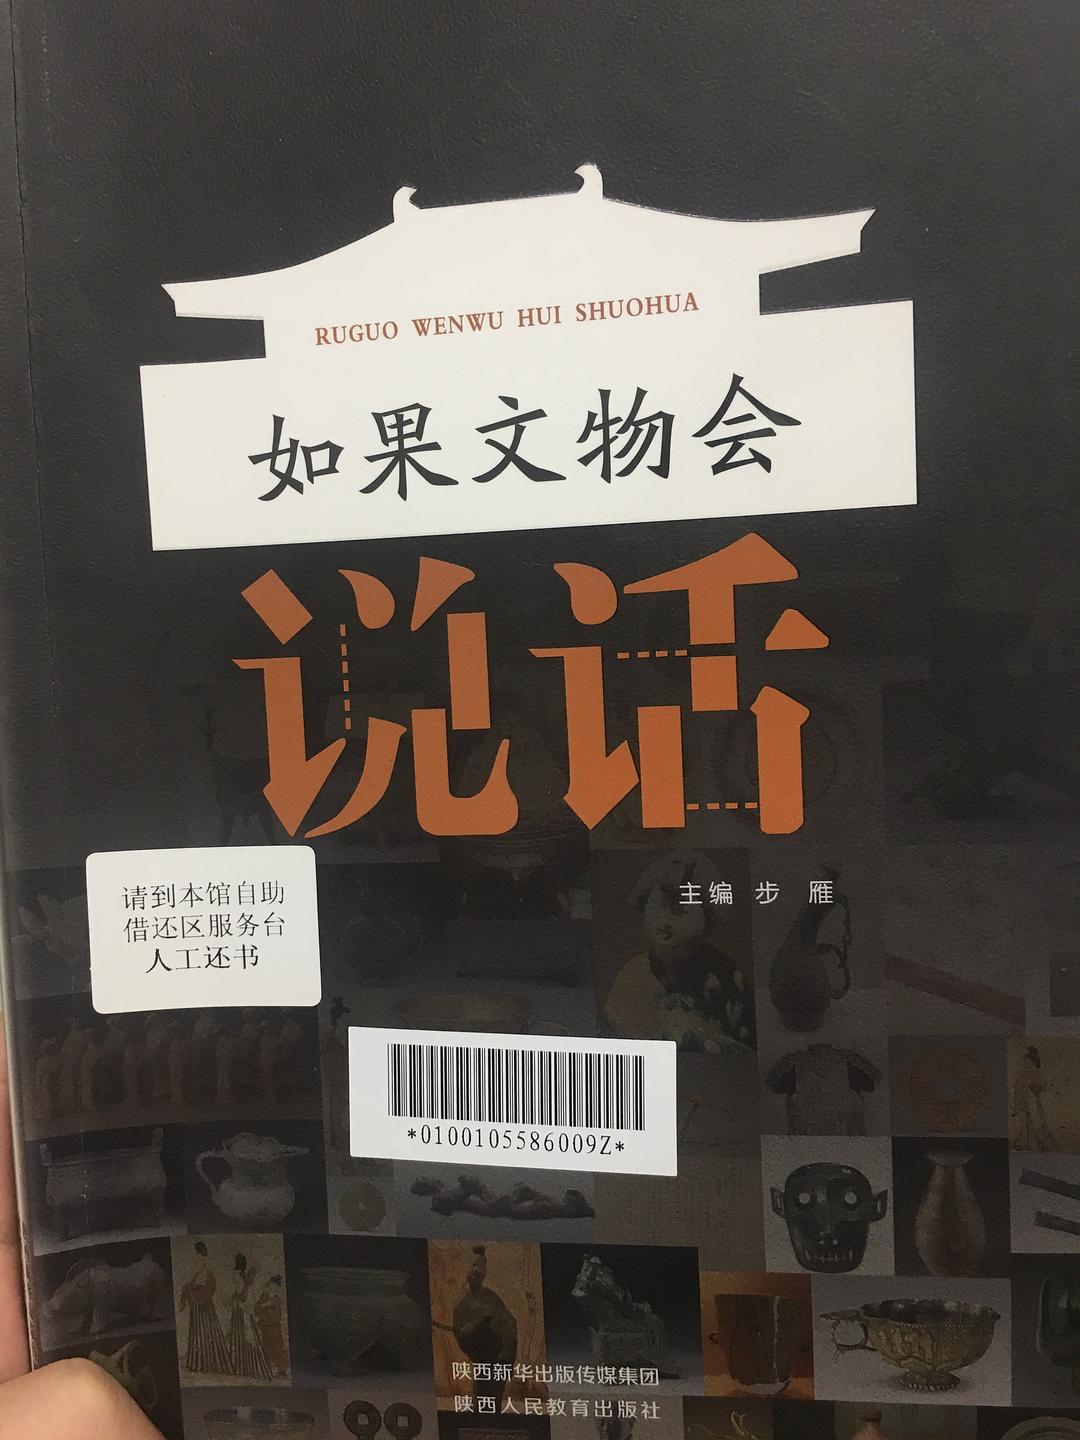 RUGUO WENWU HUI SHUOHUA
如果文物会
说话
主编 步 雁
请到本馆自助
借还区服务台
人工还书
*0100105586009Z*
陕西新华出版传媒集团
陕西人民教育出版社